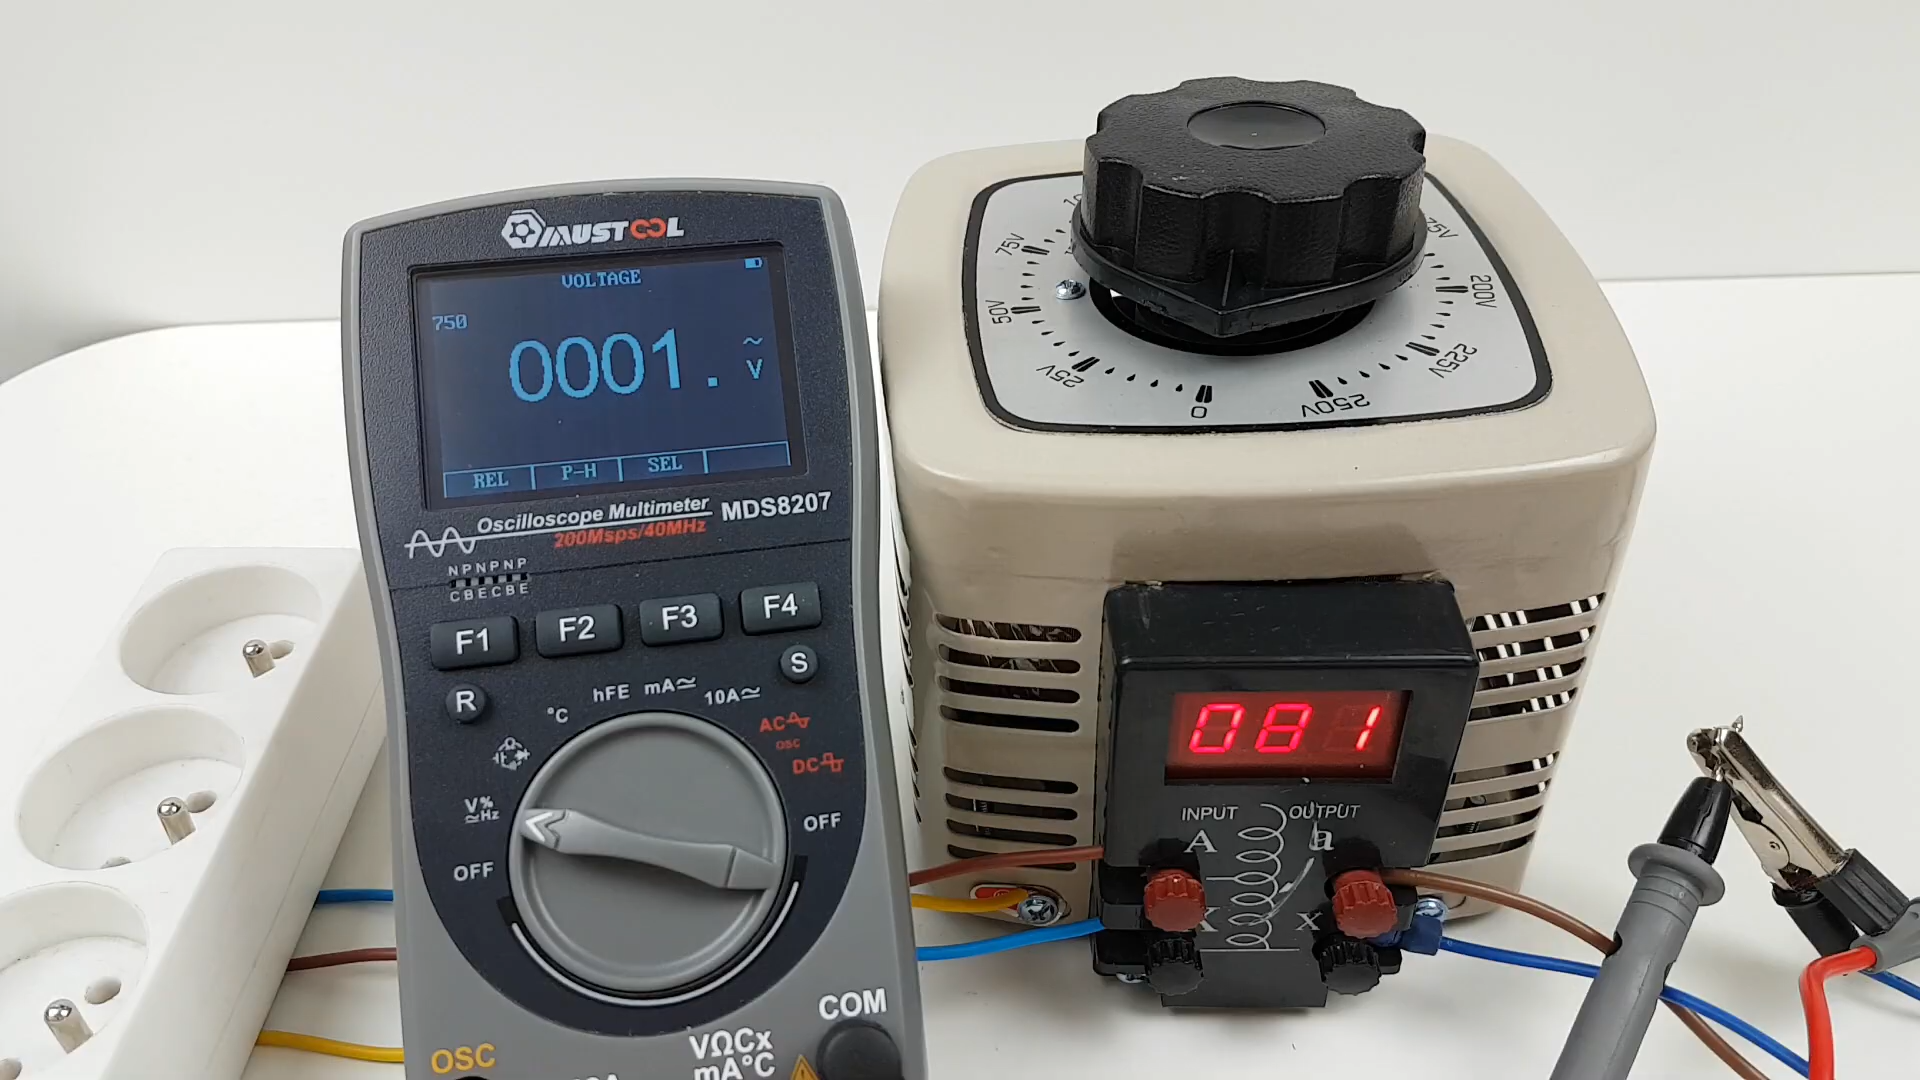 MUSTOOL
VOLTAGE
750
0001.
~
V
REL P-H SEL
Oscilloscope Multimeter MDS8207
200Msps/40MHz
NPNPNP
CBECBE
F1 F2 F3 F4
R S
°C hFE mA≂ 10A≂
AC
OSC
DC
V%
≂Hz
OFF OFF
COM
OSC
VΩCx
mA°C
75V
50V
25V
0
250V
225V
200V
081
INPUT OUTPUT
A a
X x